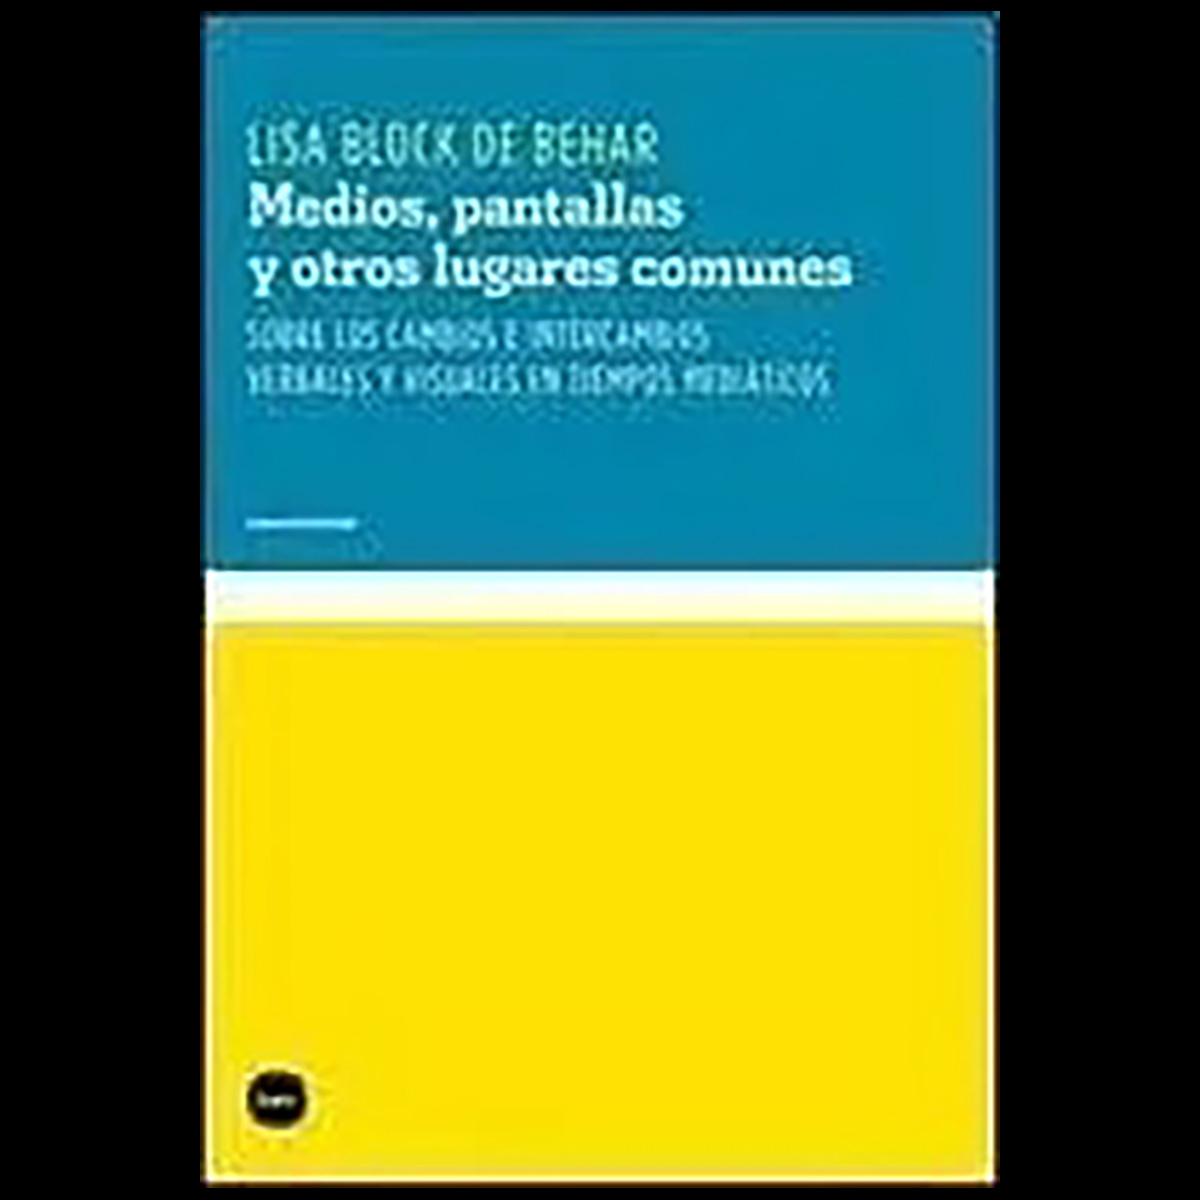 LISA BLOCK DE BEHAR
Medios, pantallas
y otros lugares comunes
SOBRE LOS CAMBIOS E INTERCAMBIOS
VERBALES Y VISUALES EN TIEMPOS MEDIÁTICOS